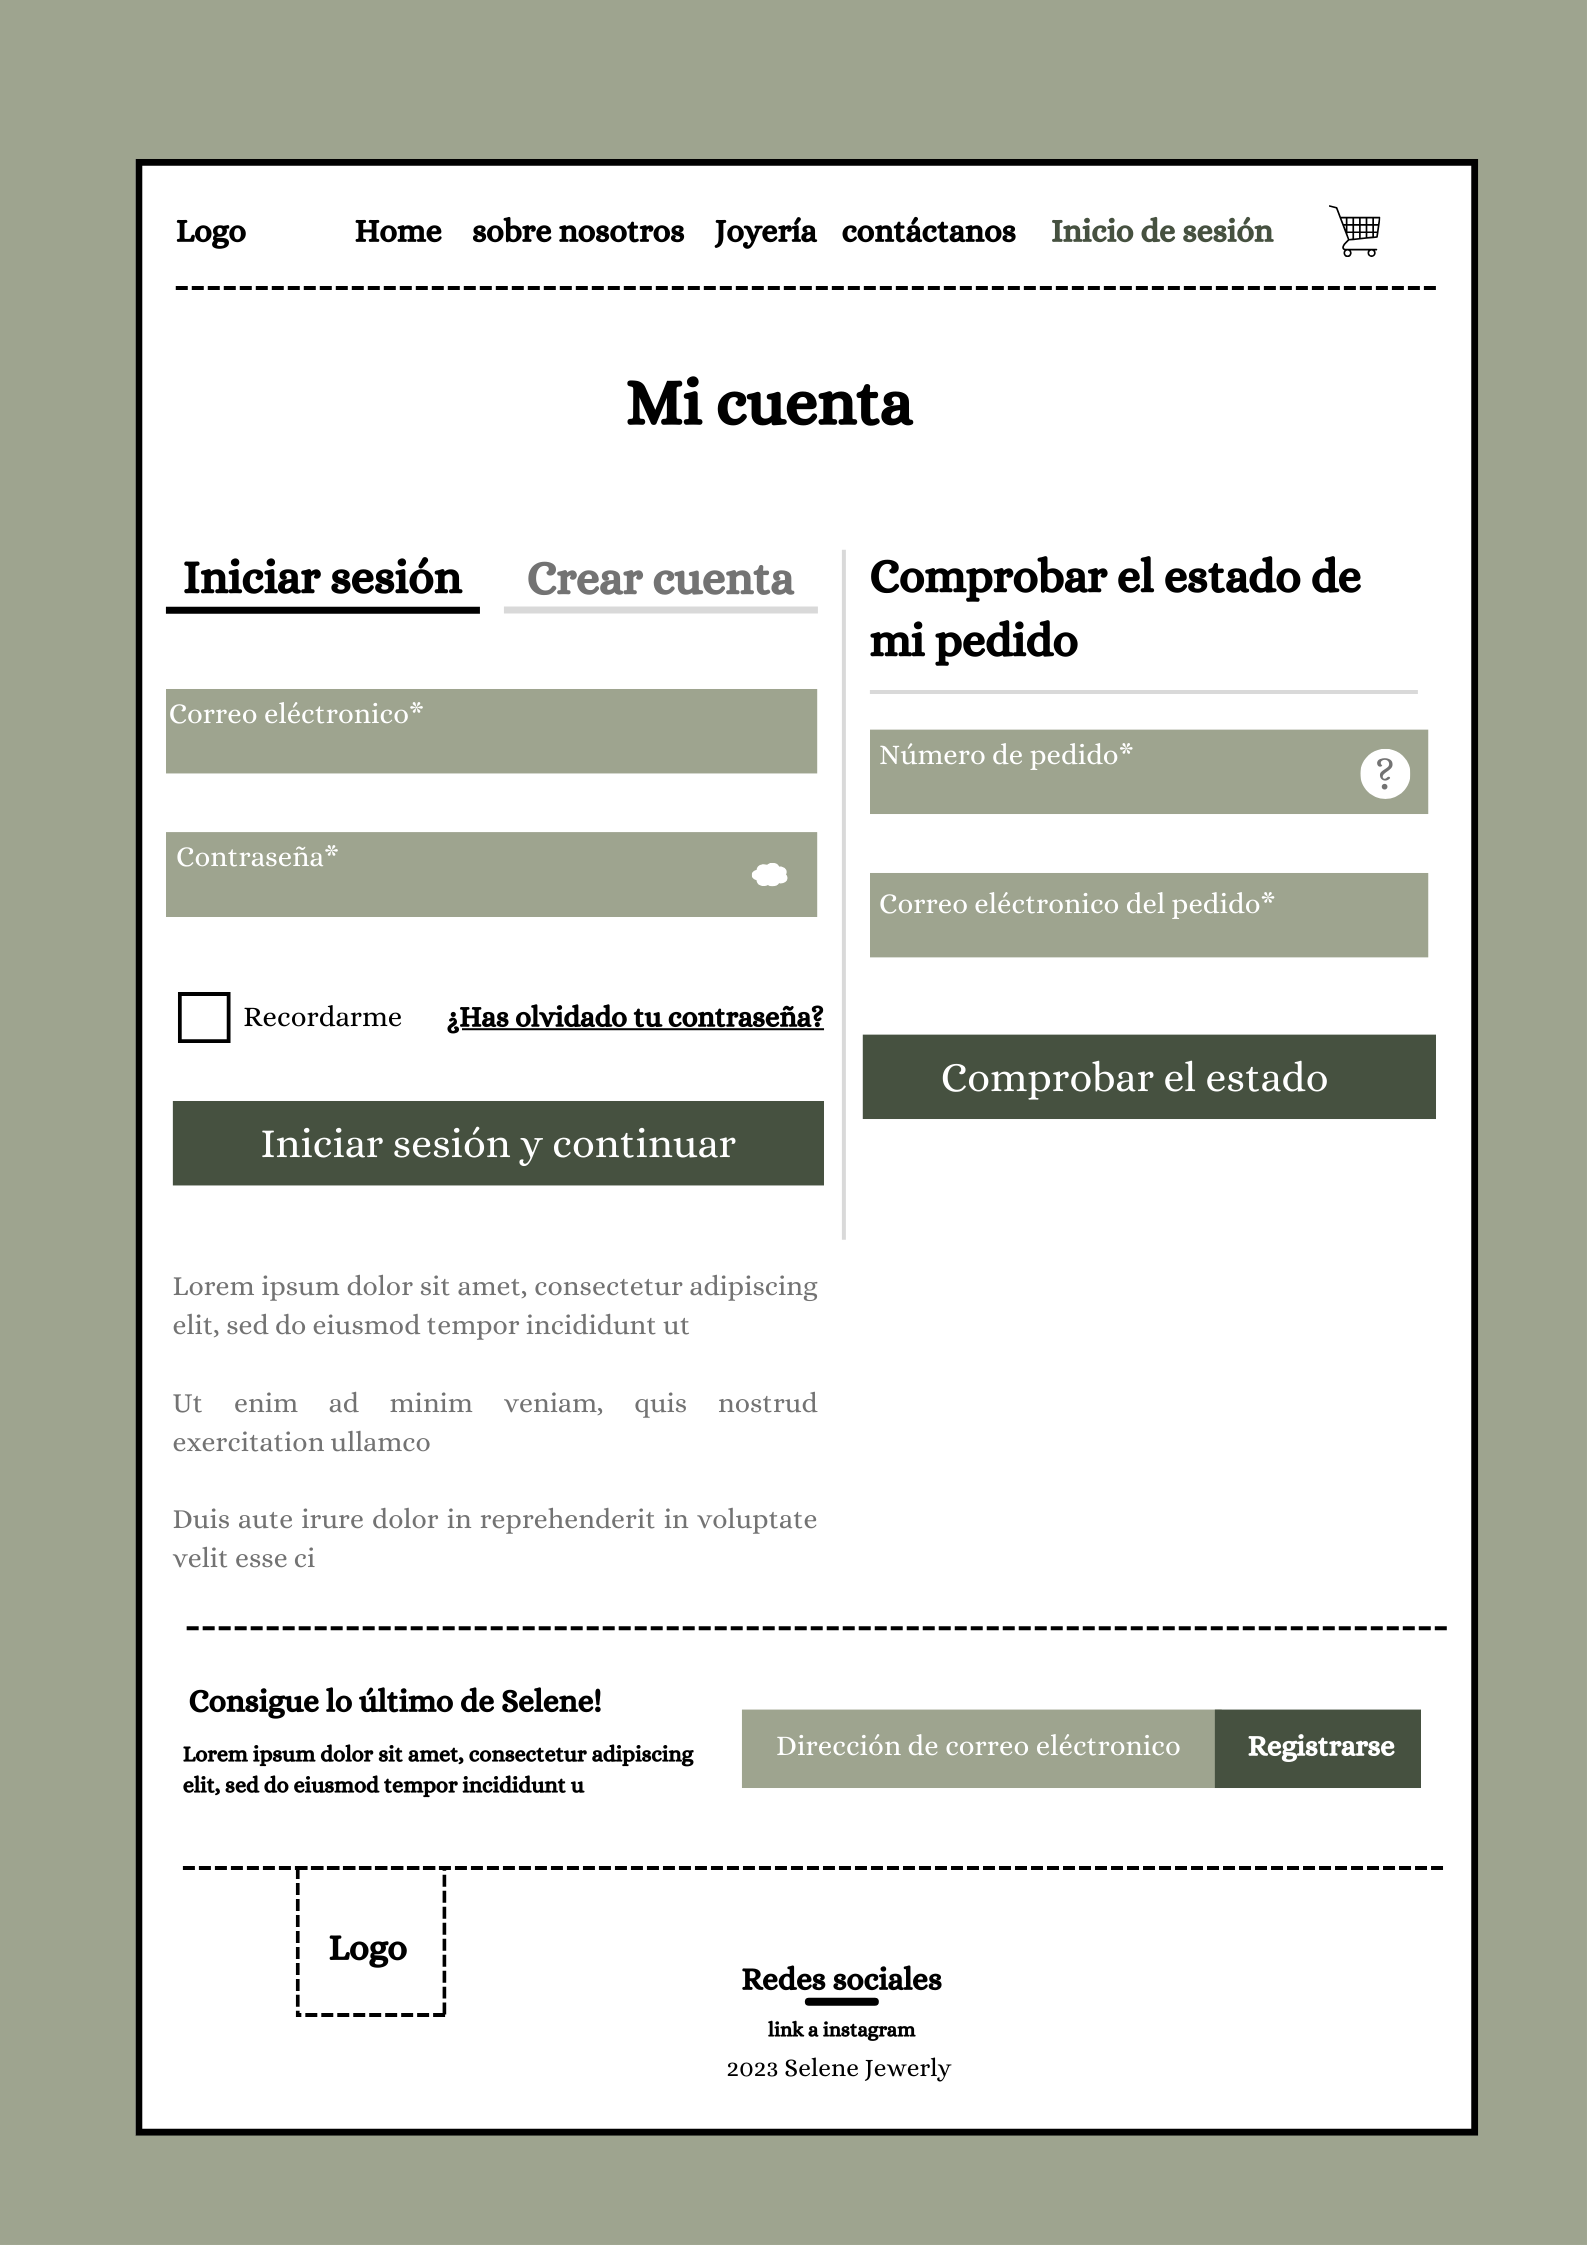 Logo Home sobre nosotros Joyería contáctanos Inicio de sesión
Mi cuenta
Iniciar sesión Crear cuenta
Correo eléctronico*
Contraseña*
Recordarme ¿Has olvidado tu contraseña?
Iniciar sesión y continuar
Comprobar el estado de
mi pedido
Número de pedido*
?
Correo eléctronico del pedido*
Comprobar el estado
Lorem ipsum dolor sit amet, consectetur adipiscing
elit, sed do eiusmod tempor incididunt ut
Ut enim ad minim veniam, quis nostrud
exercitation ullamco
Duis aute irure dolor in reprehenderit in voluptate
velit esse ci
Consigue lo último de Selene!
Lorem ipsum dolor sit amet, consectetur adipiscing
elit, sed do eiusmod tempor incididunt u
Dirección de correo eléctronico Registrarse
Logo
Redes sociales
link a instagram
2023 Selene Jewerly